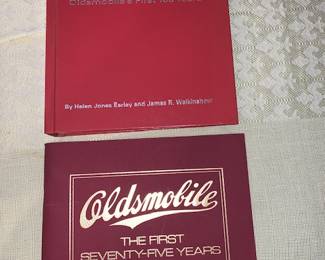 Oldsmobile's First 100 Years
By Helen Jones Earley and James R. Walkinshaw
Oldsmobile
THE FIRST
SEVENTY-FIVE YEARS